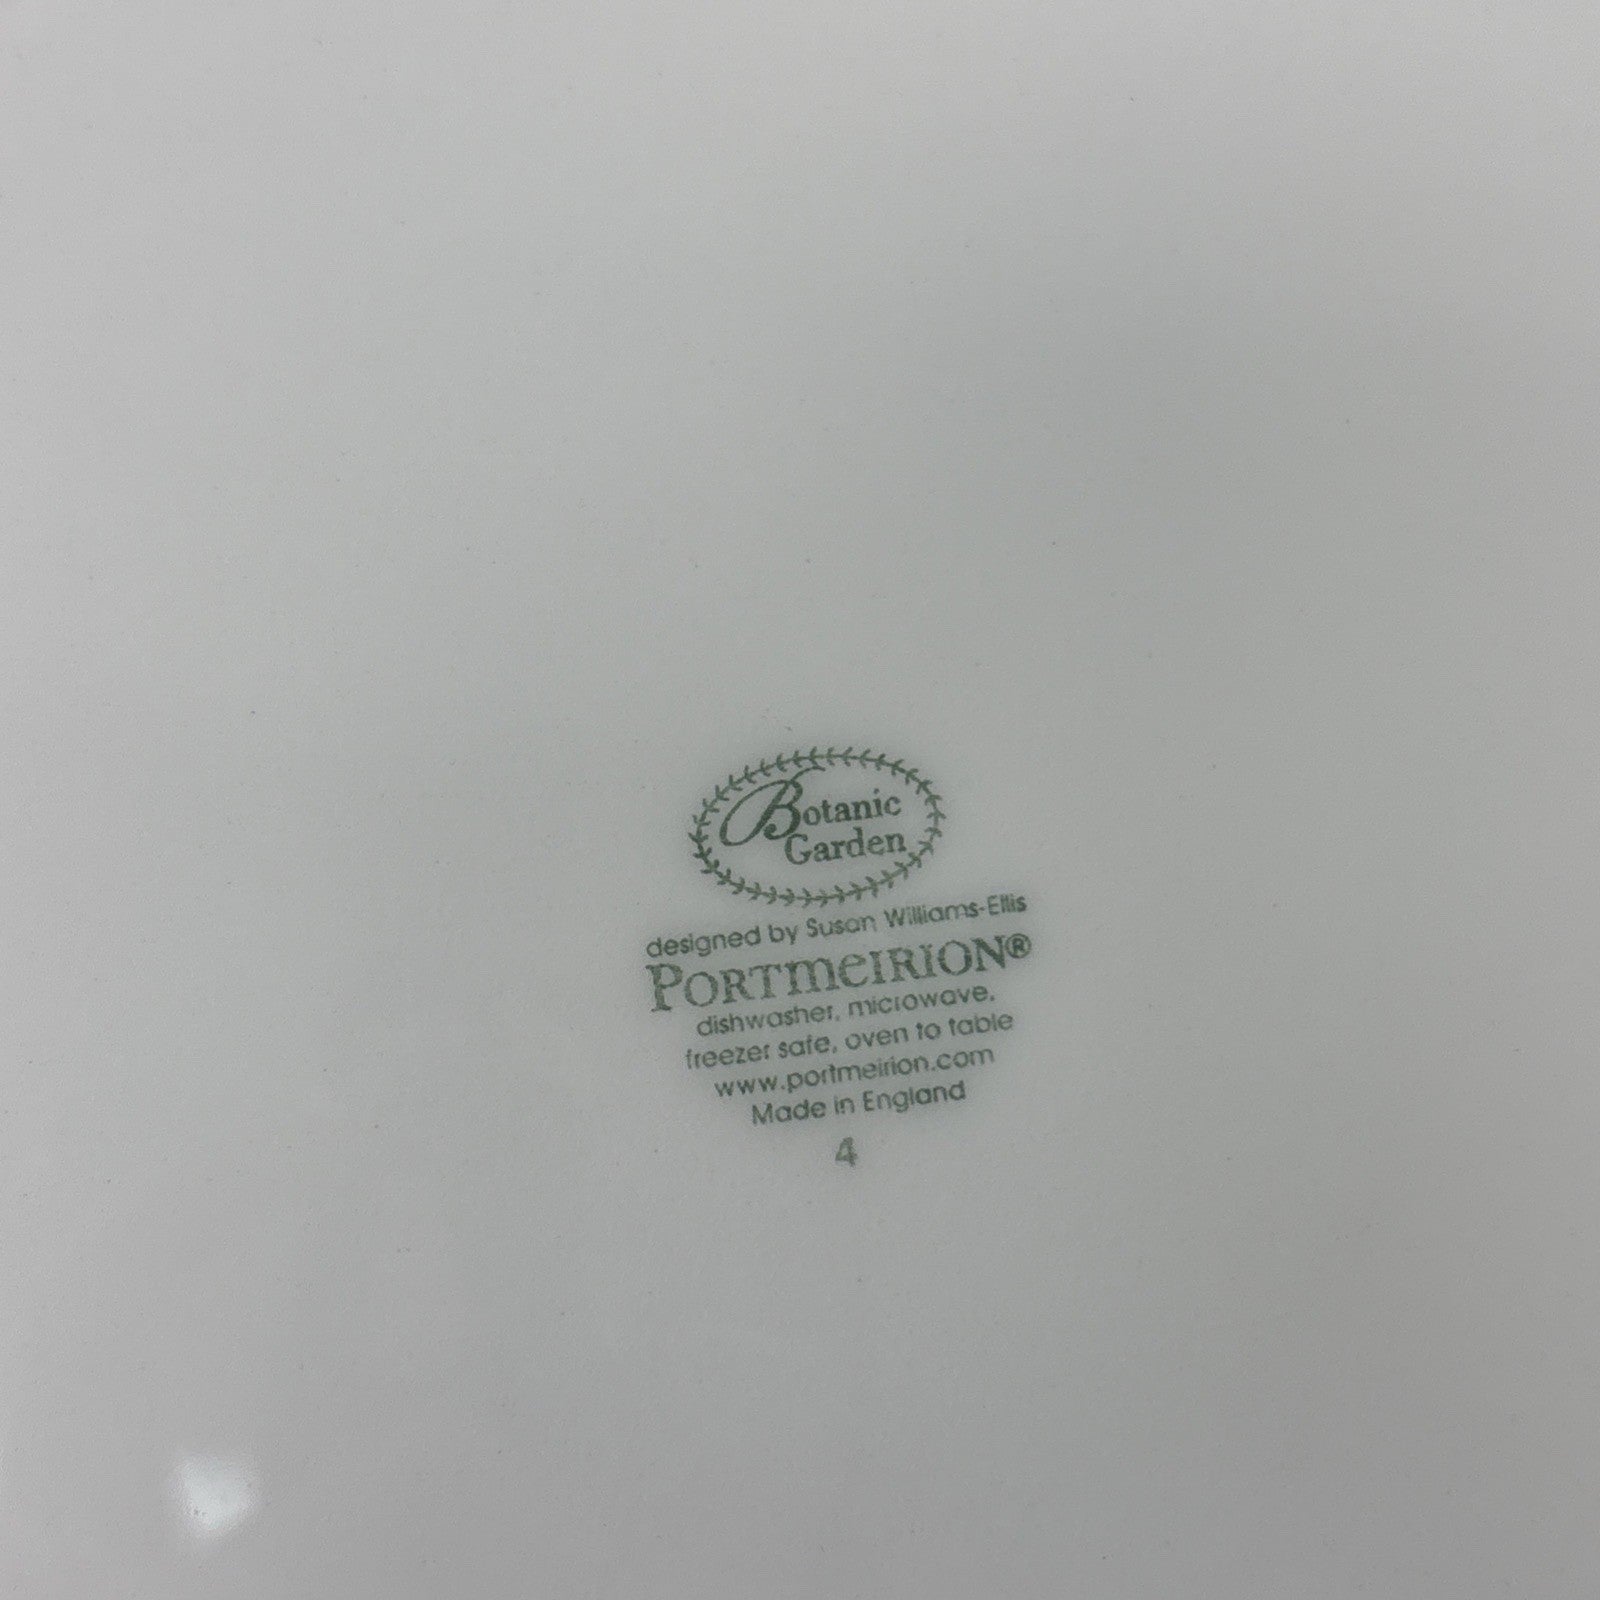 Botanic
Garden
designed by Susan Williams-Ellis
PORTMEIRION®
dishwasher, microwave,
freezer safe, oven to table
www.portmeirion.com
Made in England
4